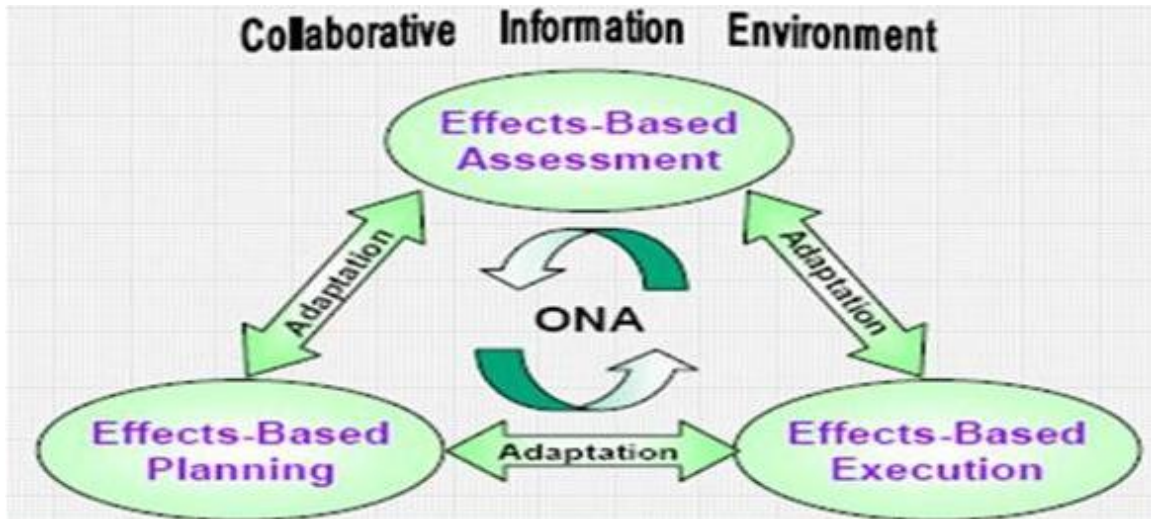 Collaborative Information Environment
Effects-Based
Assessment
Adaptation
Adaptation
ONA
Effects-Based
Planning
Adaptation
Effects-Based
Execution